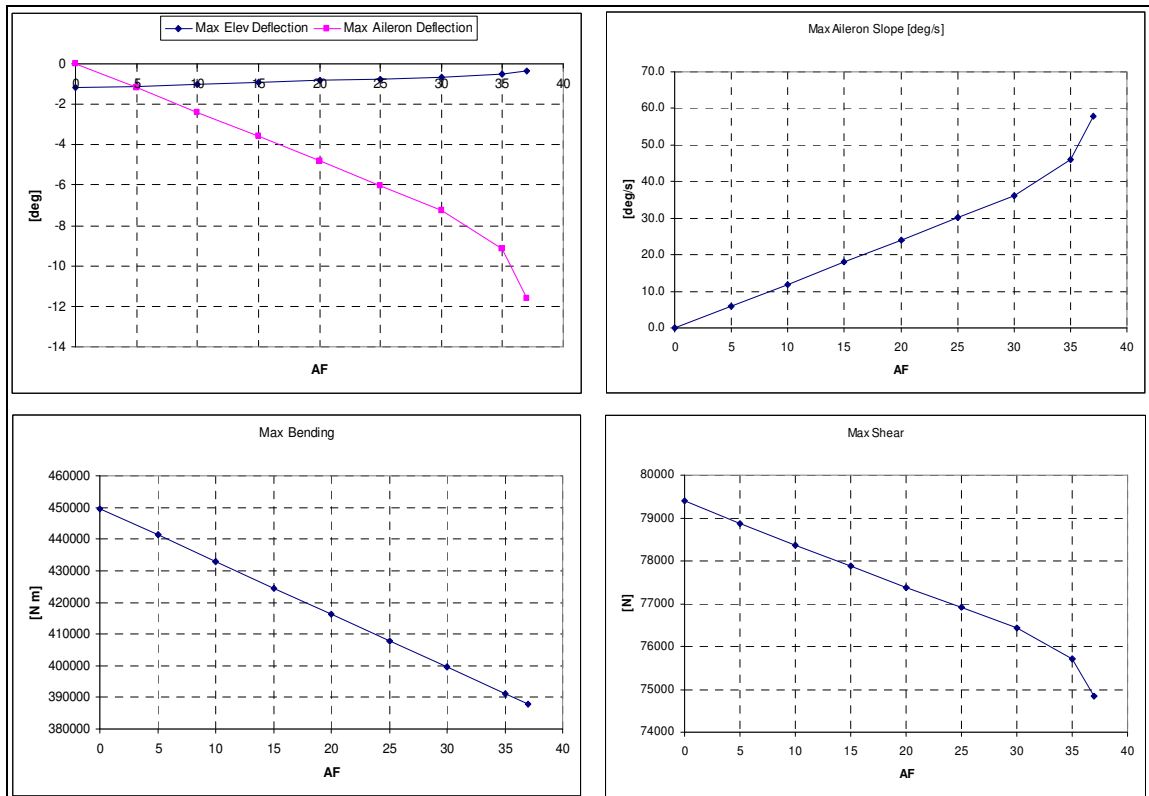 Max Elev Deflection Max Aileron Deflection
0 5 10 15 20 25 30 35 40
0
-2
-4
-6
-8
-10
-12
-14
[deg]
AF
Max Aileron Slope [deg/s]
70.0
60.0
50.0
40.0
30.0
20.0
10.0
0.0
[deg/s]
0 5 10 15 20 25 30 35 40
AF
Max Bending
460000
450000
440000
430000
420000
410000
400000
390000
380000
[N m]
0 5 10 15 20 25 30 35 40
AF
Max Shear
80000
79000
78000
77000
76000
75000
74000
[N]
0 5 10 15 20 25 30 35 40
AF